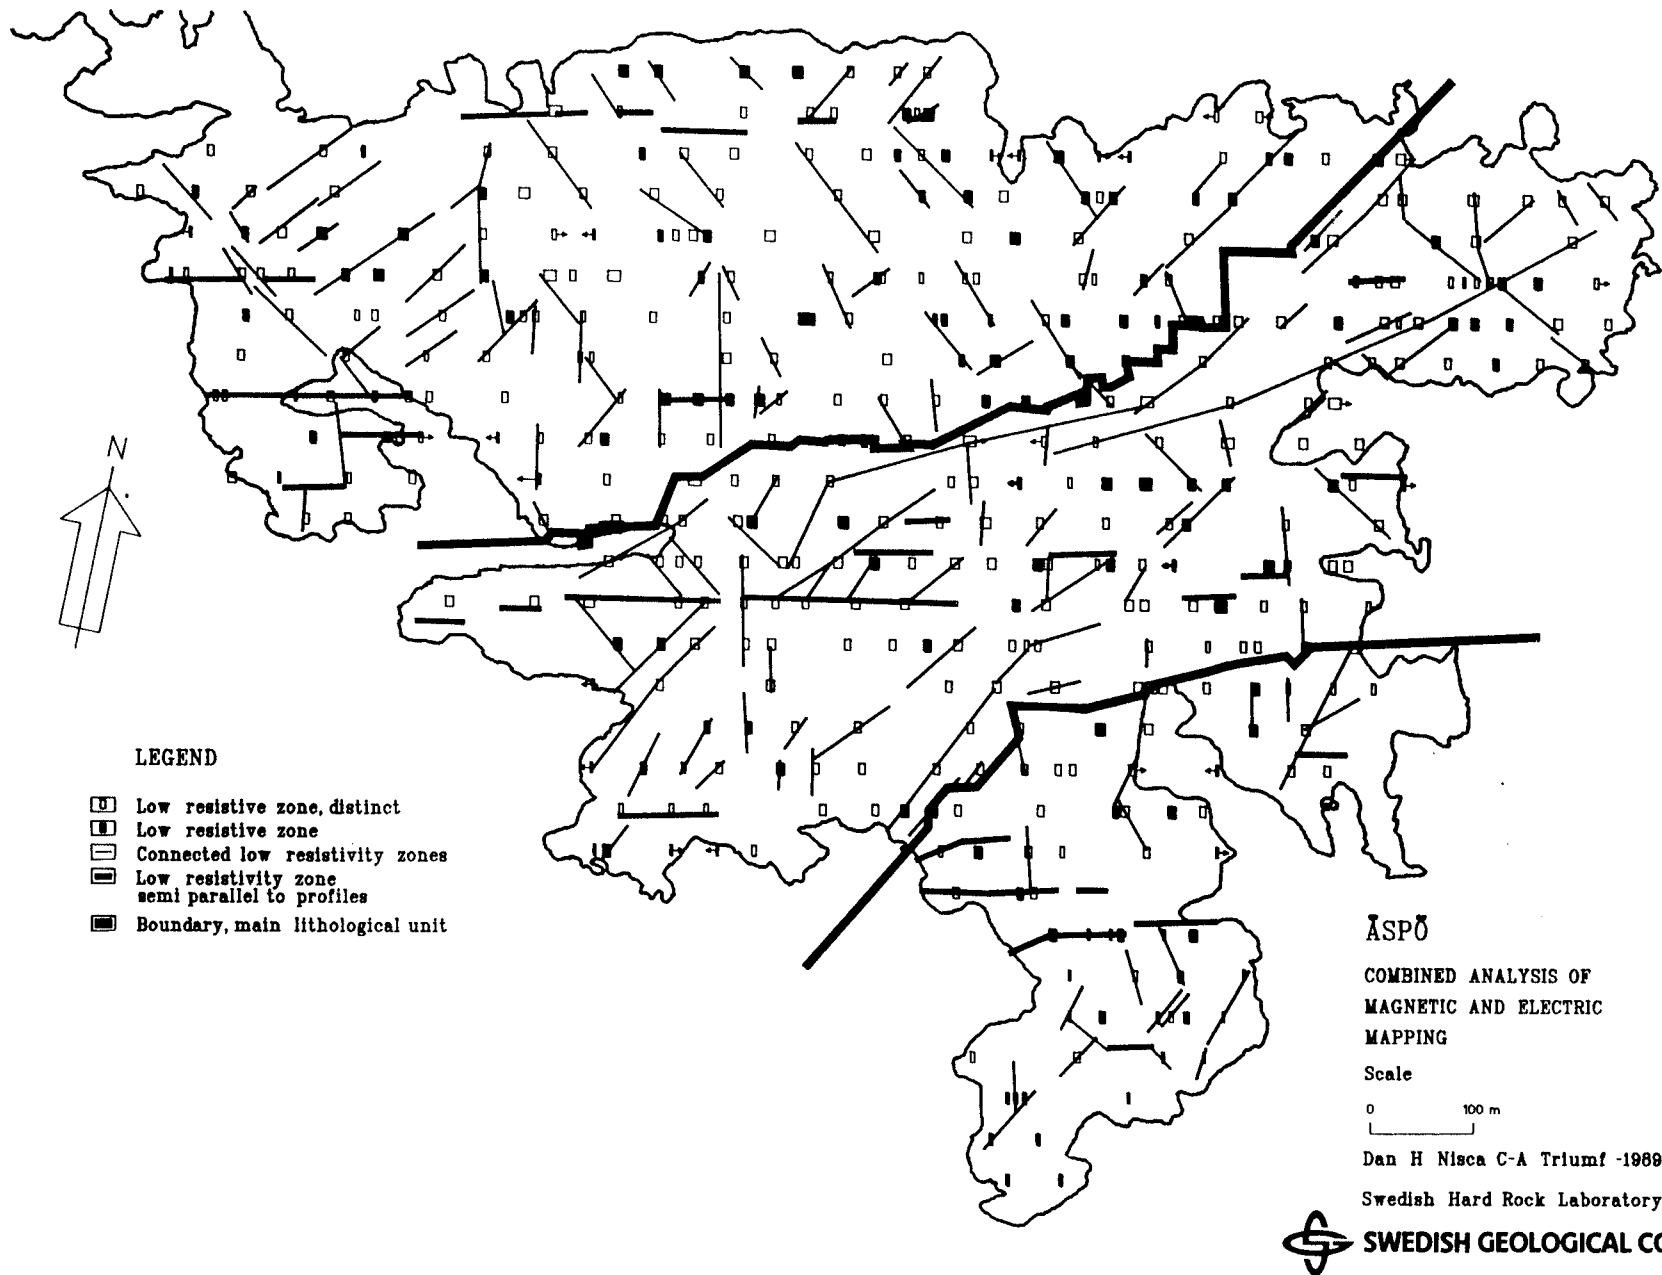 N
LEGEND
Low resistive zone, distinct
Low resistive zone
Connected low resistivity zones
Low resistivity zone
semi parallel to profiles
Boundary, main lithological unit
ÄSPÖ
COMBINED ANALYSIS OF
MAGNETIC AND ELECTRIC
MAPPING
Scale
0 100 m
Dan H Nisca C-A Triumf -1989
Swedish Hard Rock Laboratory
SWEDISH GEOLOGICAL CO